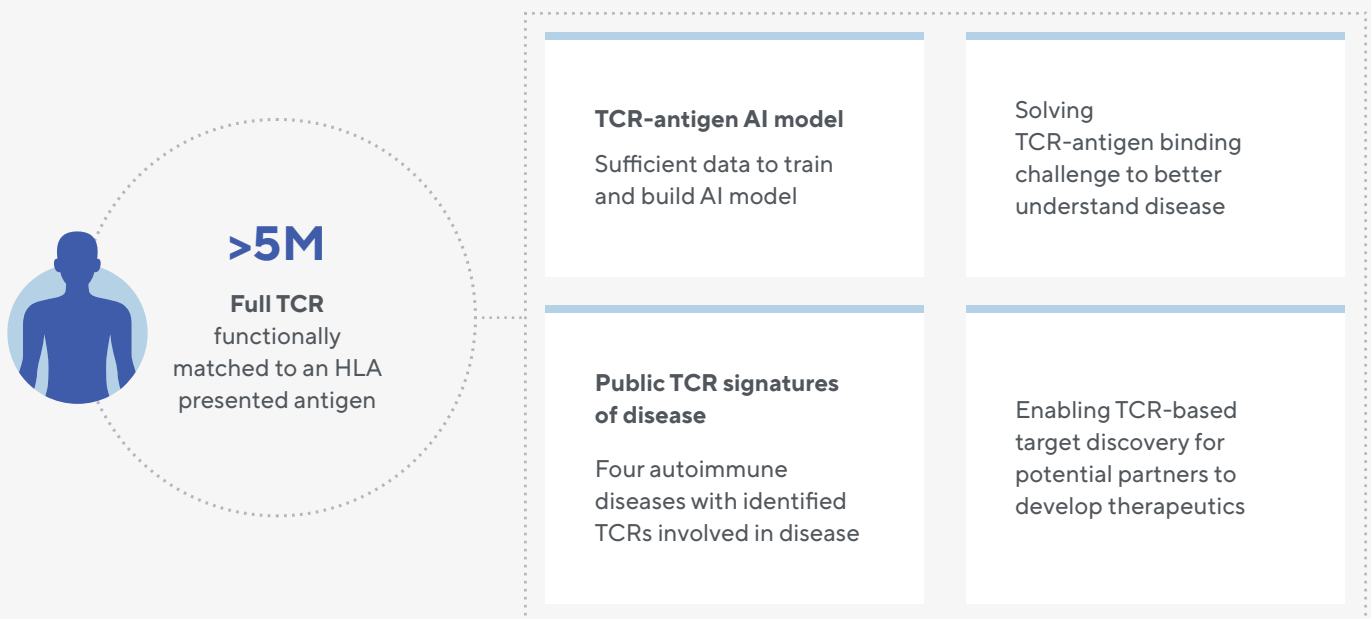 >5M
Full TCR
functionally
matched to an HLA
presented antigen
TCR-antigen AI model
Sufficient data to train
and build AI model
Solving
TCR-antigen binding
challenge to better
understand disease
Public TCR signatures
of disease
Four autoimmune
diseases with identified
TCRs involved in disease
Enabling TCR-based
target discovery for
potential partners to
develop therapeutics